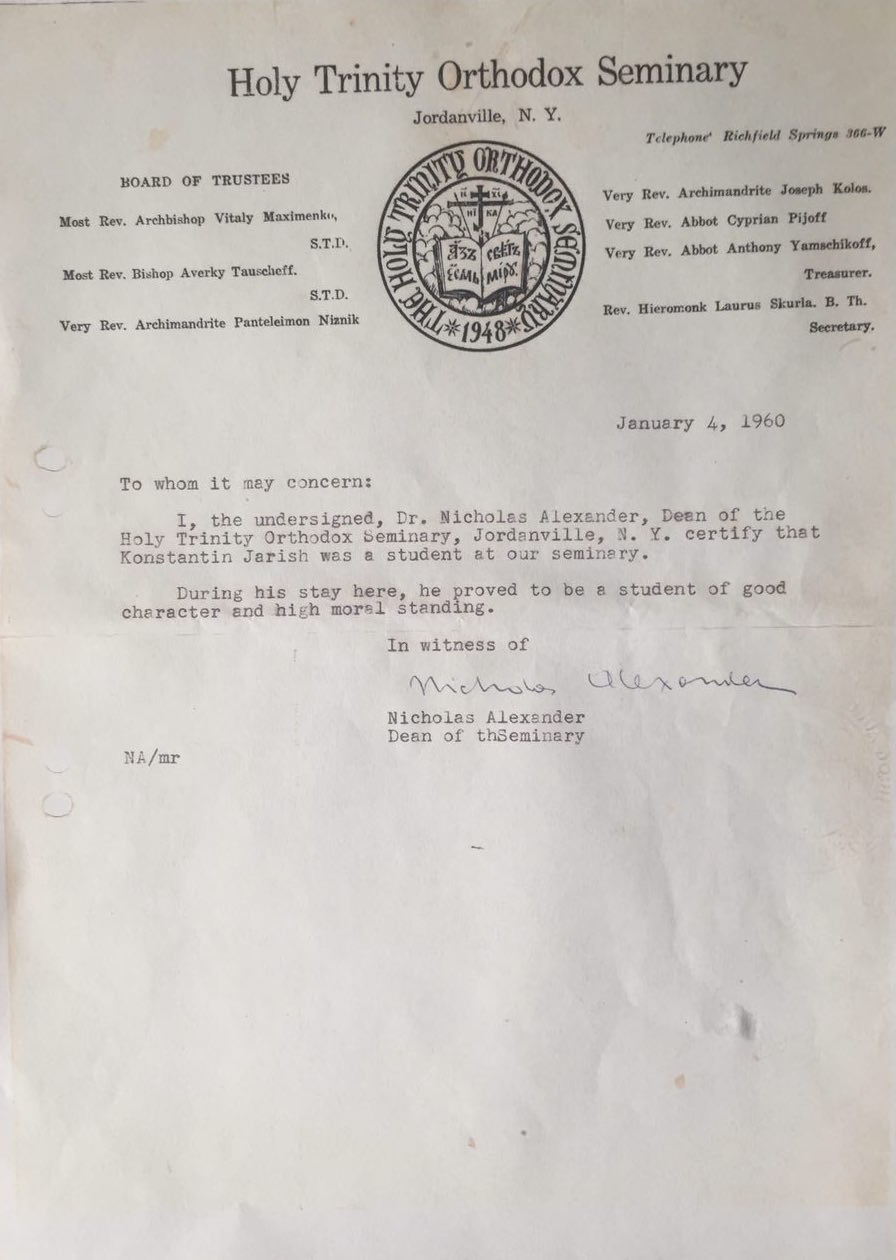 Holy Trinity Orthodox Seminary
Jordanville, N. Y.
Telephone' Richfield Springs 366-W
BOARD OF TRUSTEES
Most Rev. Archbishop Vitaly Maximenko,
S.T.D.
Most Rev. Bishop Averky Tauscheff.
S.T.D.
Very Rev. Archimandrite Panteleimon Niznik
THE HOLY TRINITY ORTHODOX SEMINARY
*1948*
Very Rev. Archimandrite Joseph Kolos.
Very Rev. Abbot Cyprian Pijoff
Very Rev. Abbot Anthony Yamschikoff,
Treasurer.
Rev. Hieromonk Laurus Skurla. B. Th.
Secretary.
January 4, 1960
To whom it may concern:
I, the undersigned, Dr. Nicholas Alexander, Dean of the
Holy Trinity Orthodox Seminary, Jordanville, N. Y. certify that
Konstantin Jarish was a student at our seminary.
During his stay here, he proved to be a student of good
character and high moral standing.
In witness of
Nicholas Alexander
Nicholas Alexander
Dean of thSeminary
NA/mr